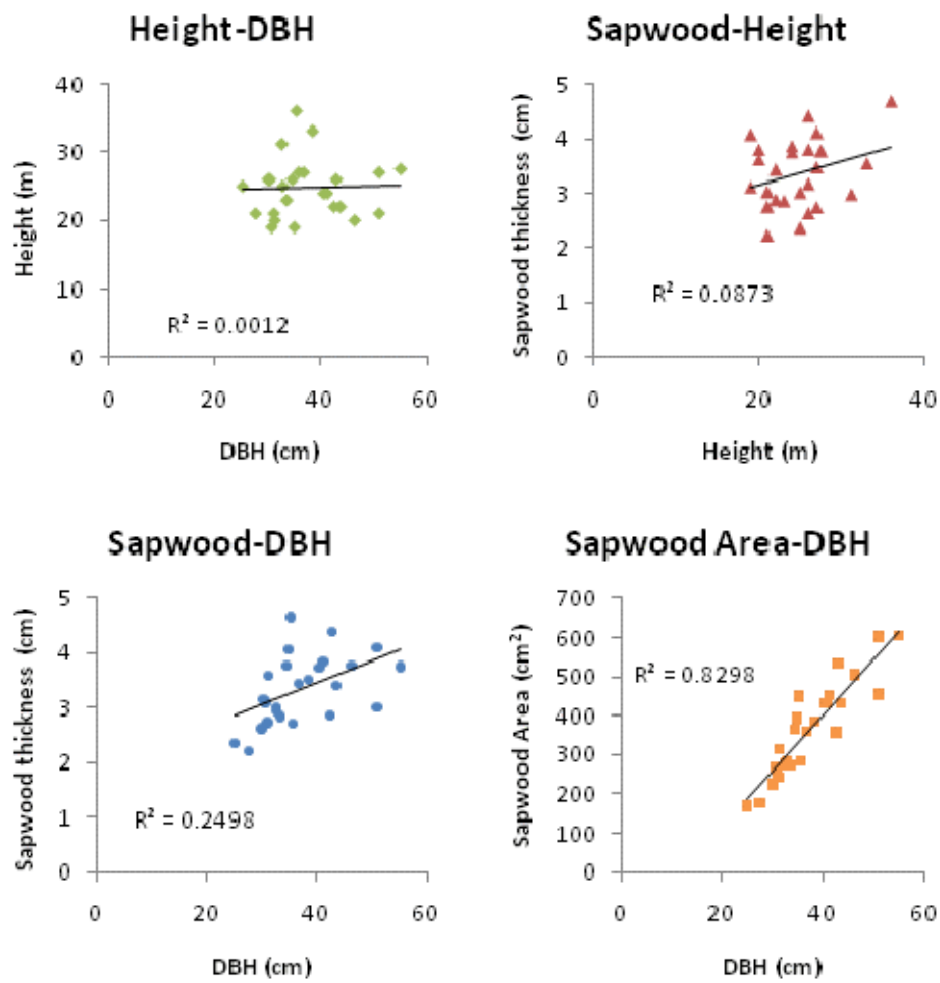 Height-DBH
Height (m)
40
30
20
10
0
R² = 0.0012
0 20 40 60
DBH (cm)
Sapwood-Height
Sapwood thickness (cm)
5
4
3
2
1
0
R² = 0.0873
0 20 40
Height (m)
Sapwood-DBH
Sapwood thickness (cm)
5
4
3
2
1
0
R² = 0.2498
0 20 40 60
DBH (cm)
Sapwood Area-DBH
Sapwood Area (cm²)
700
600
500
400
300
200
100
0
R² = 0.8298
0 20 40 60
DBH (cm)